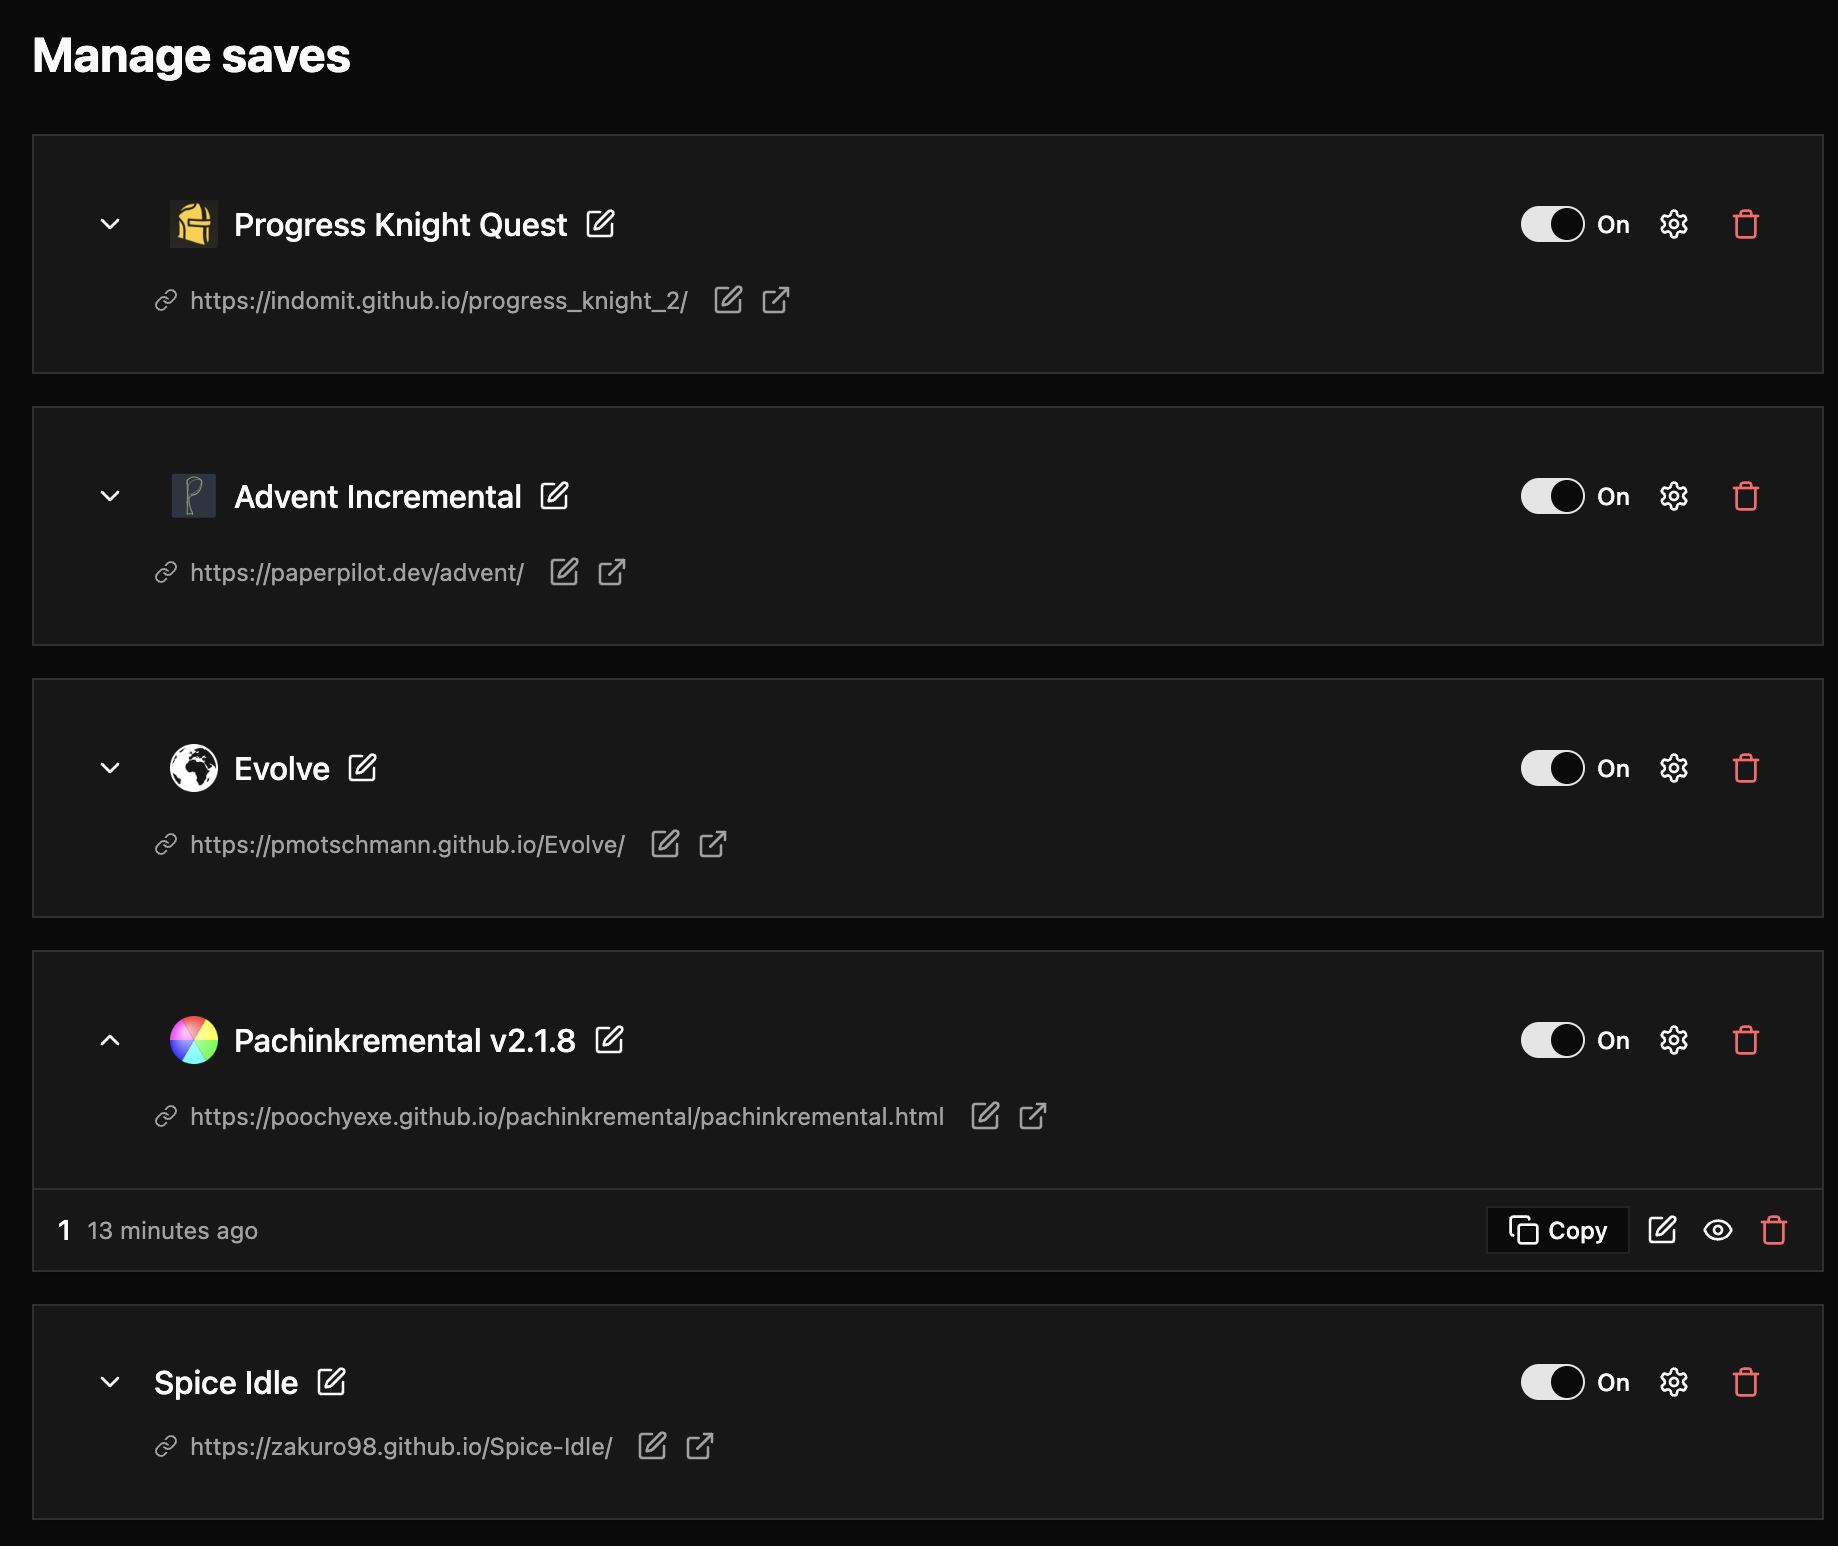 Manage saves
Progress Knight Quest
On
https://indomit.github.io/progress_knight_2/
Advent Incremental
On
https://paperpilot.dev/advent/
Evolve
On
https://pmotschmann.github.io/Evolve/
Pachinkremental v2.1.8
On
https://poochyexe.github.io/pachinkremental/pachinkremental.html
1 13 minutes ago
Copy
Spice Idle
On
https://zakuro98.github.io/Spice-Idle/